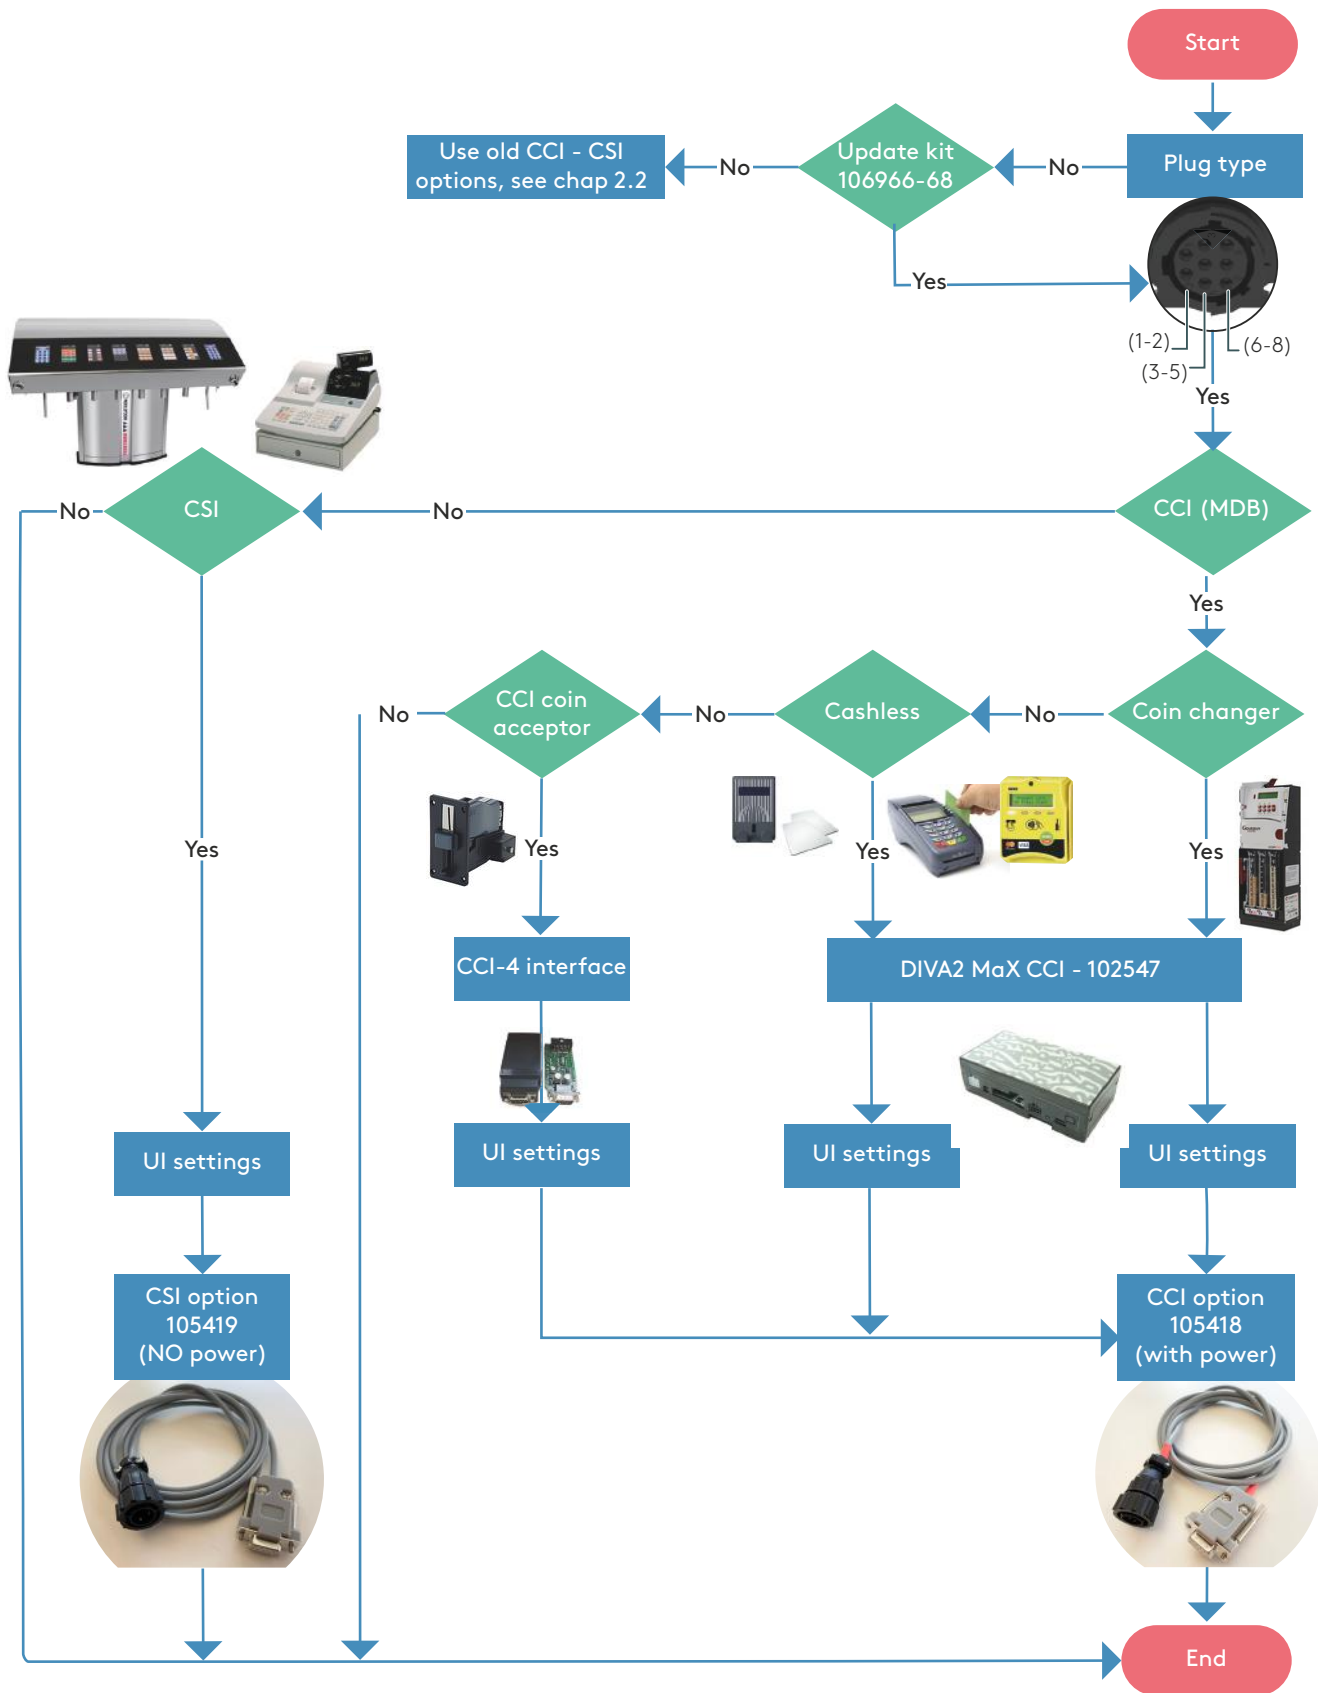 Start
Plug type
No
Update kit
106966-68
No
Use old CCI - CSI
options, see chap 2.2
Yes
(1-2)
(3-5)
(6-8)
Yes
CCI (MDB)
No
CSI
No
Yes
Coin changer
No
Cashless
No
CCI coin
acceptor
No
Yes
Yes
Yes
Yes
CCI-4 interface
DIVA2 MaX CCI - 102547
UI settings
UI settings
UI settings
UI settings
CSI option
105419
(NO power)
CCI option
105418
(with power)
End